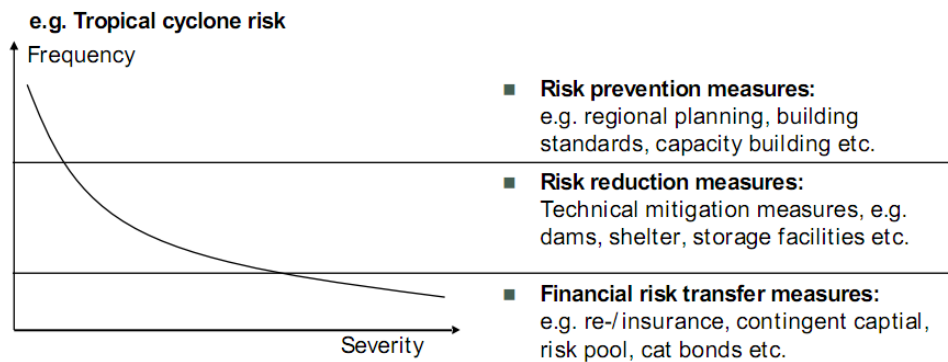 e.g. Tropical cyclone risk
Frequency
Risk prevention measures:
e.g. regional planning, building
standards, capacity building etc.
Risk reduction measures:
Technical mitigation measures, e.g.
dams, shelter, storage facilities etc.
Financial risk transfer measures:
e.g. re-/insurance, contingent captial,
risk pool, cat bonds etc.
Severity